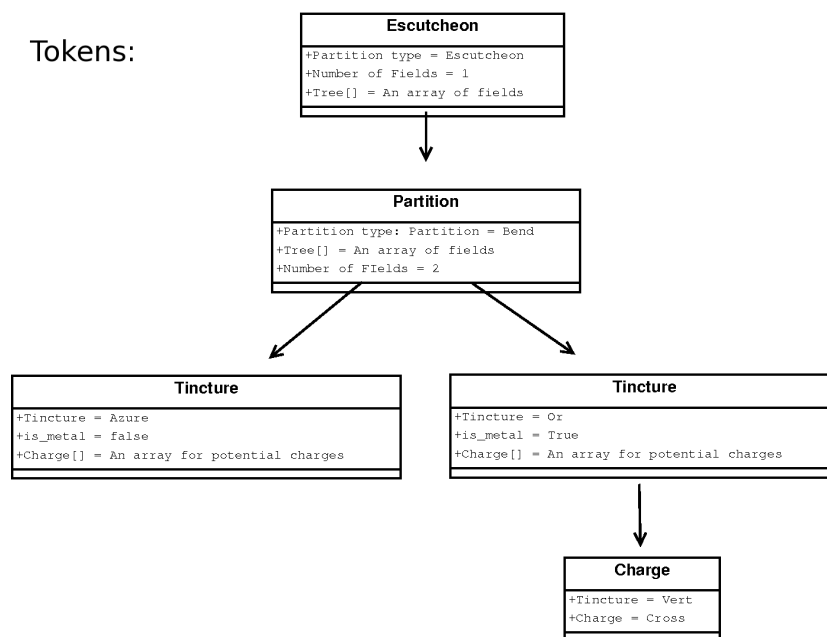 Tokens:
Escutcheon
+Partition type = Escutcheon
+Number of Fields = 1
+Tree[] = An array of fields
Partition
+Partition type: Partition = Bend
+Tree[] = An array of fields
+Number of FIelds = 2
Tincture
+Tincture = Azure
+is_metal = false
+Charge[] = An array for potential charges
Tincture
+Tincture = Or
+is_metal = True
+Charge[] = An array for potential charges
Charge
+Tincture = Vert
+Charge = Cross